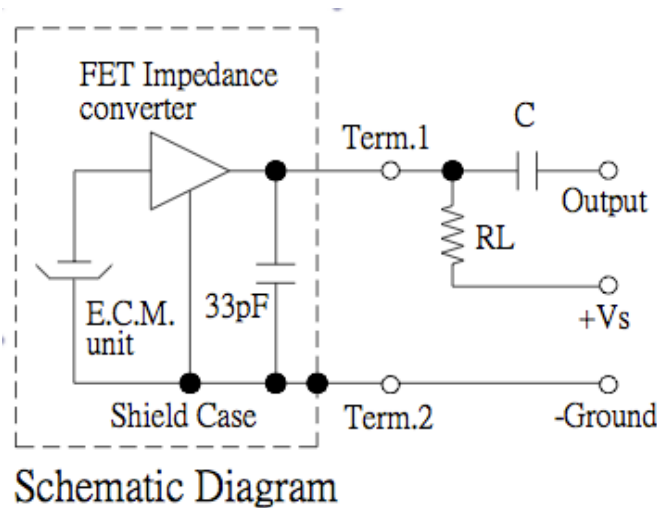 FET Impedance
converter
Term.1
C
Output
RL
+Vs
E.C.M.
unit
33pF
Shield Case
Term.2
-Ground
Schematic Diagram